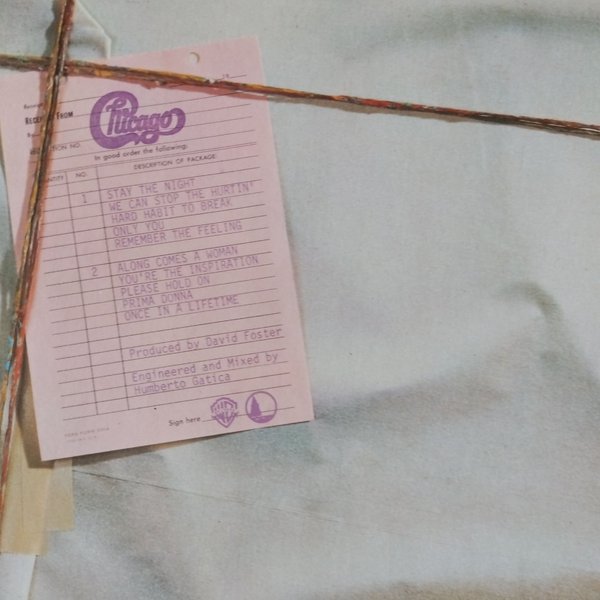 RECEIVED FROM
Chicago
In good order the following:
NO.
DESCRIPTION OF PACKAGE:
1 STAY THE NIGHT
WE CAN STOP THE HURTIN'
HARD HABIT TO BREAK
ONLY YOU
REMEMBER THE FEELING
2 ALONG COMES A WOMAN
YOU'RE THE INSPIRATION
PLEASE HOLD ON
PRIMA DONNA
ONCE IN A LIFETIME
Produced by David Foster
Engineered and Mixed by
Humberto Gatica
Sign here